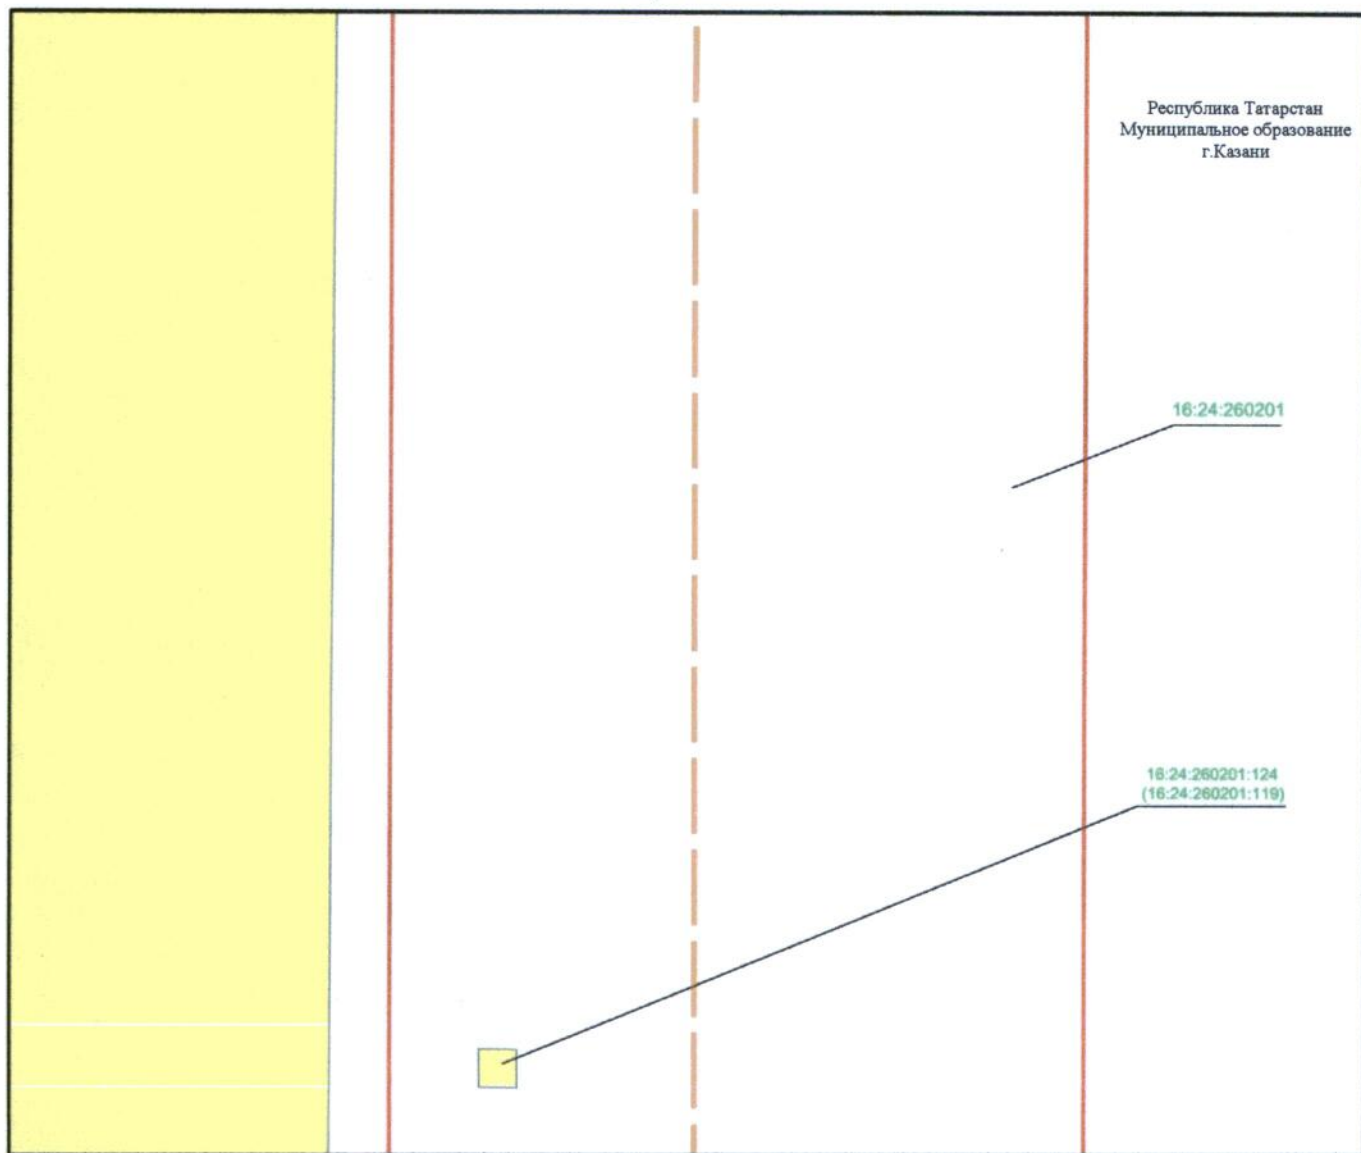 Республика Татарстан
Муниципальное образование
г.Казани
16:24:260201
16:24:260201:124
(16:24:260201:119)